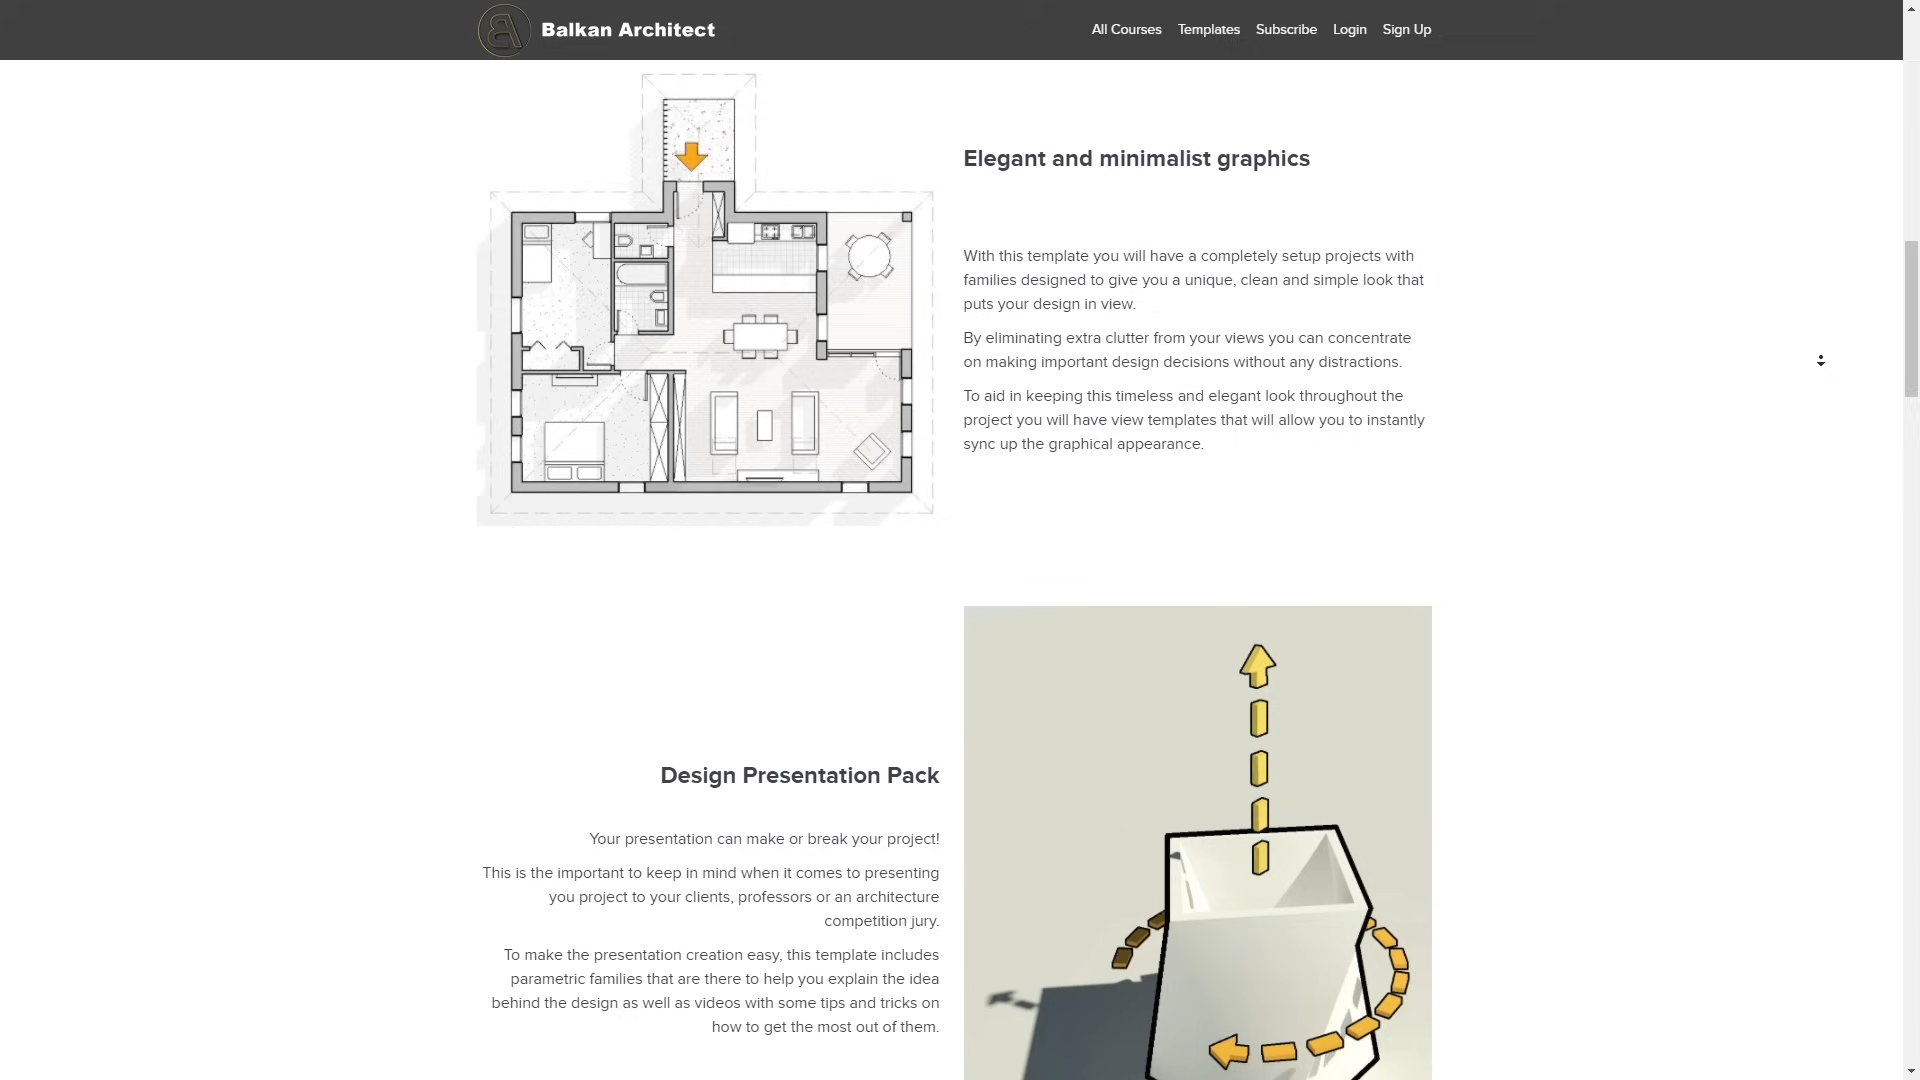 Balkan Architect
All Courses Templates Subscribe Login Sign Up
Elegant and minimalist graphics
With this template you will have a completely setup projects with
families designed to give you a unique, clean and simple look that
puts your design in view.
By eliminating extra clutter from your views you can concentrate
on making important design decisions without any distractions.
To aid in keeping this timeless and elegant look throughout the
project you will have view templates that will allow you to instantly
sync up the graphical appearance.
Design Presentation Pack
Your presentation can make or break your project!
This is the important to keep in mind when it comes to presenting
you project to your clients, professors or an architecture
competition jury.
To make the presentation creation easy, this template includes
parametric families that are there to help you explain the idea
behind the design as well as videos with some tips and tricks on
how to get the most out of them.